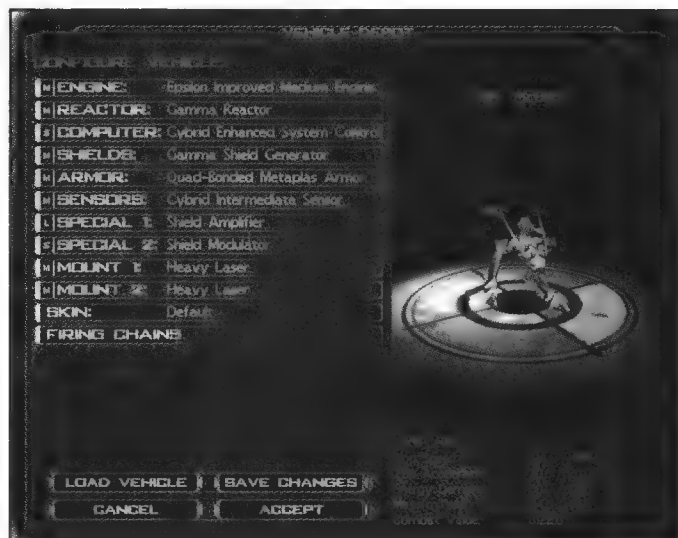 CONFIGURE VEHICLE
M ENGINE: Epsilon Improved Medium Engine
M REACTOR: Gamma Reactor
S COMPUTER: Cybrid Enhanced System Control
M SHIELDS: Gamma Shield Generator
M ARMOR: Quad-Bonded Metaplas Armor
M SENSORS: Cybrid Intermediate Sensor
L SPECIAL 1: Shield Amplifier
S SPECIAL 2: Shield Modulator
M MOUNT 1: Heavy Laser
M MOUNT 2: Heavy Laser
SKIN: Default
FIRING CHAINS
LOAD VEHICLE SAVE CHANGES
CANCEL ACCEPT
Combat Value